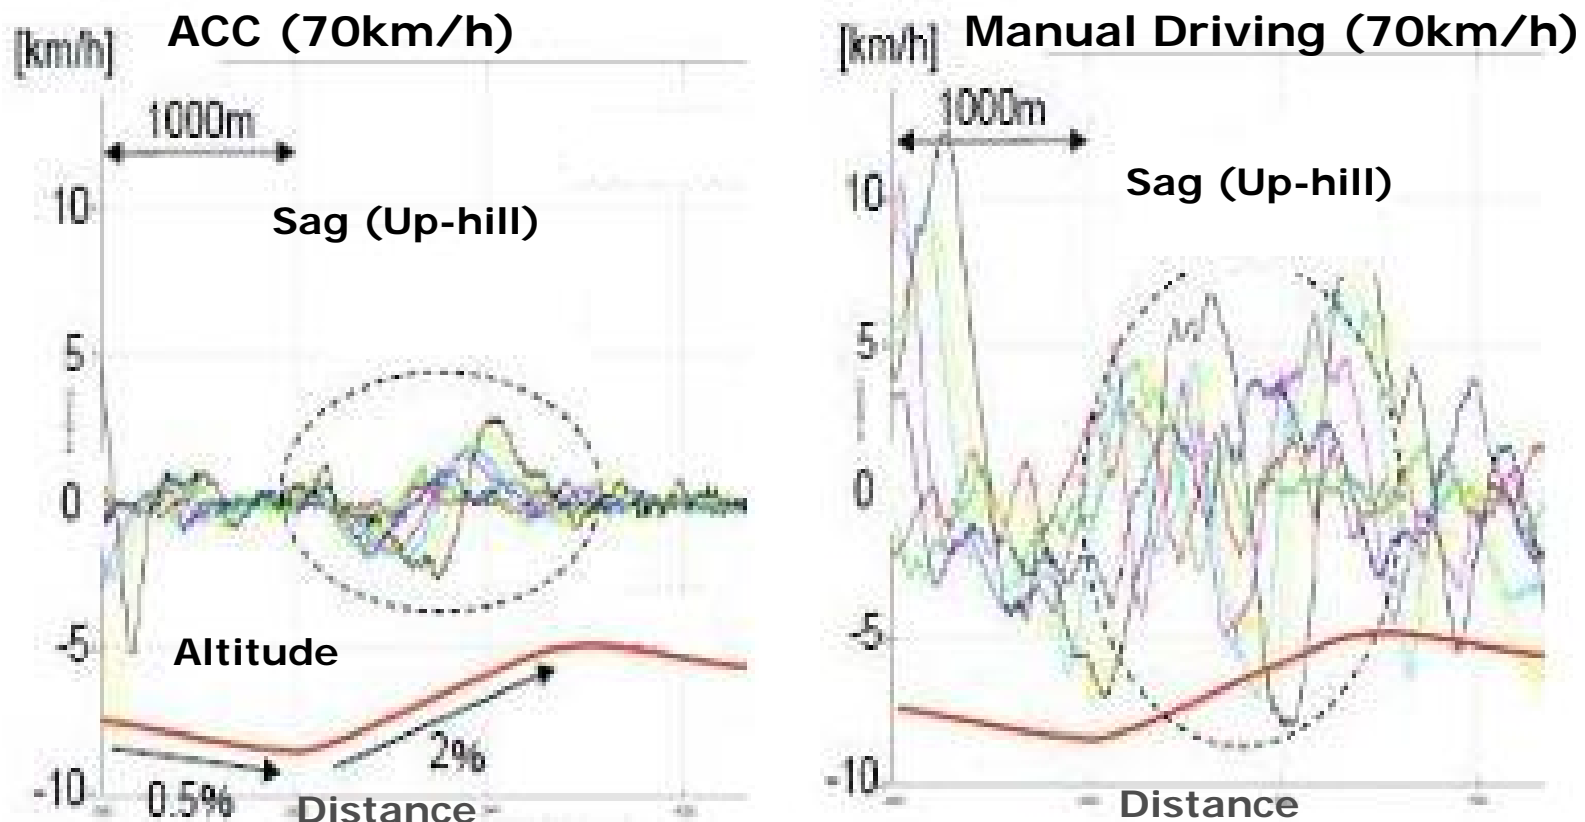 ACC (70km/h)
[km/h]
1000m
10
Sag (Up-hill)
5
0
-5
Altitude
2%
-10
0.5%
Distance
Manual Driving (70km/h)
[km/h]
1000m
10
Sag (Up-hill)
5
0
-5
-10
Distance